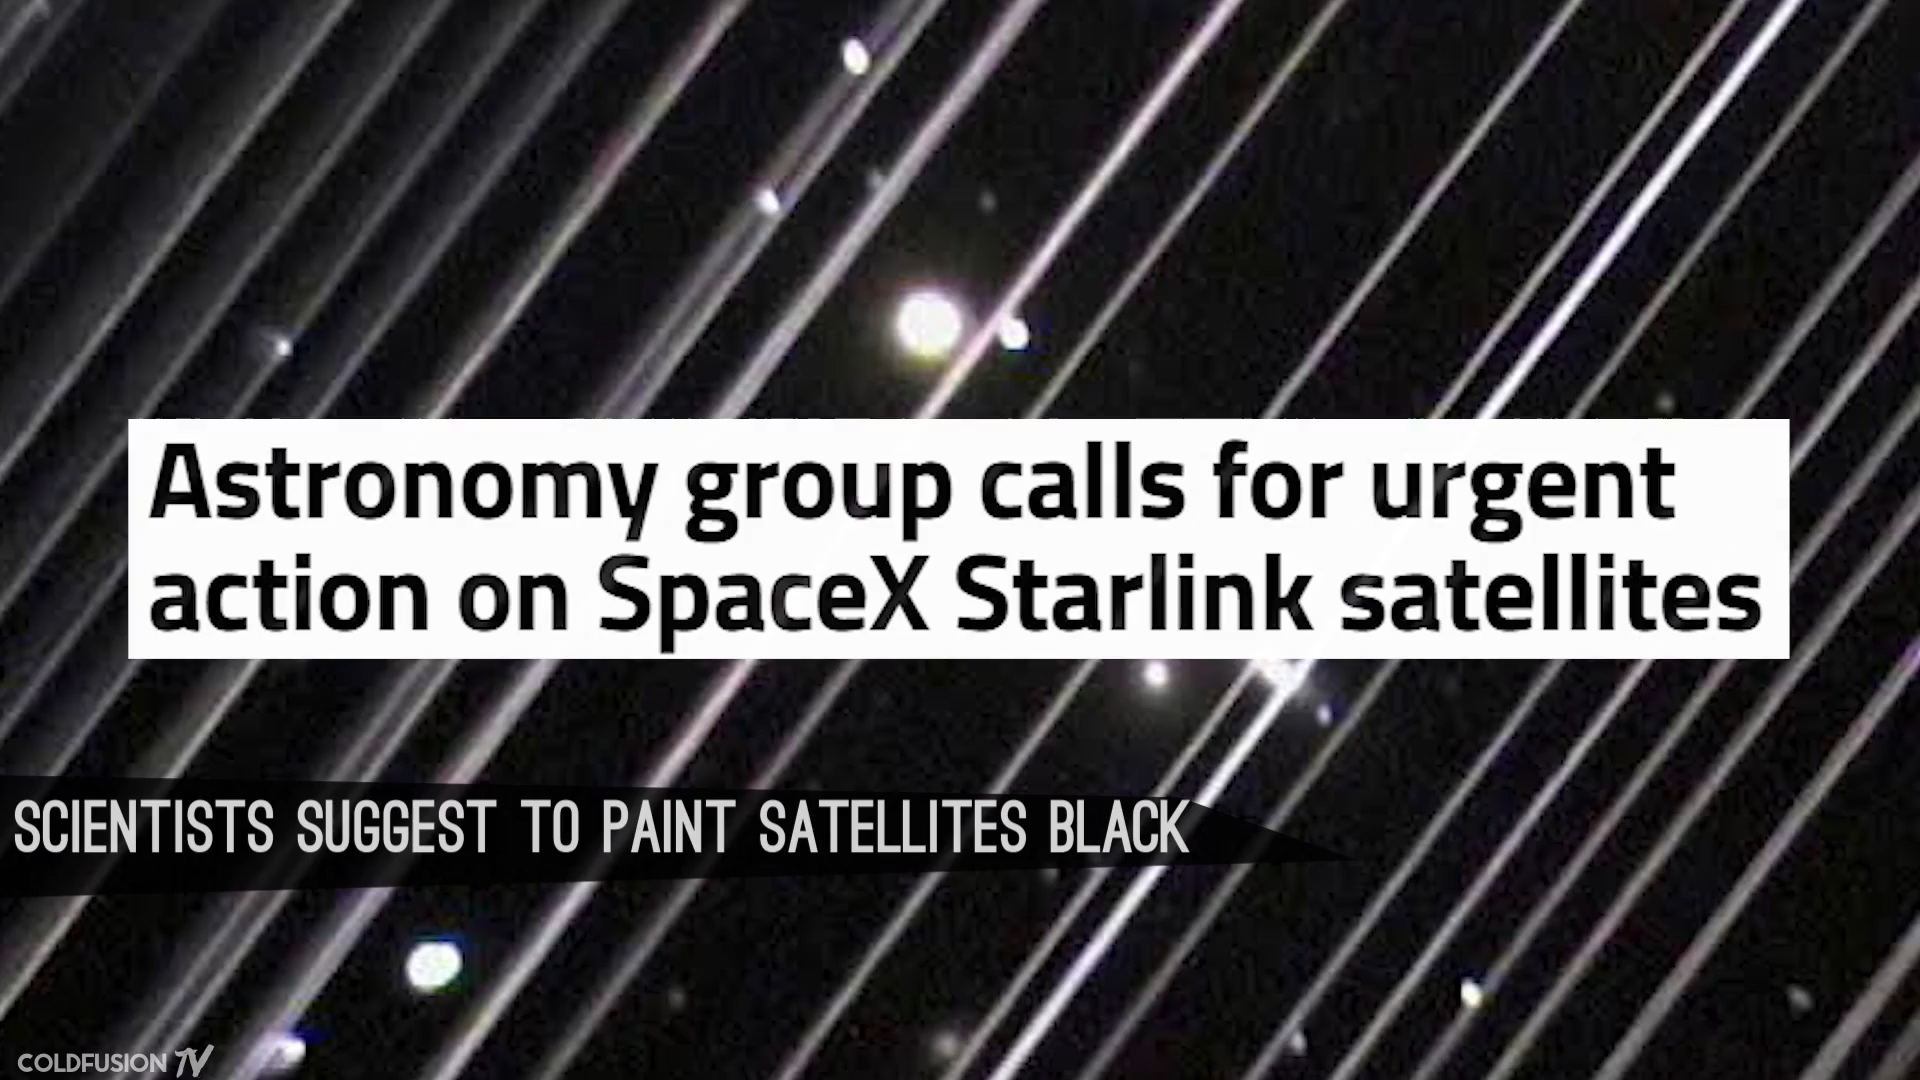 Astronomy group calls for urgent
action on SpaceX Starlink satellites
SCIENTISTS SUGGEST TO PAINT SATELLITES BLACK
COLDFUSION TV